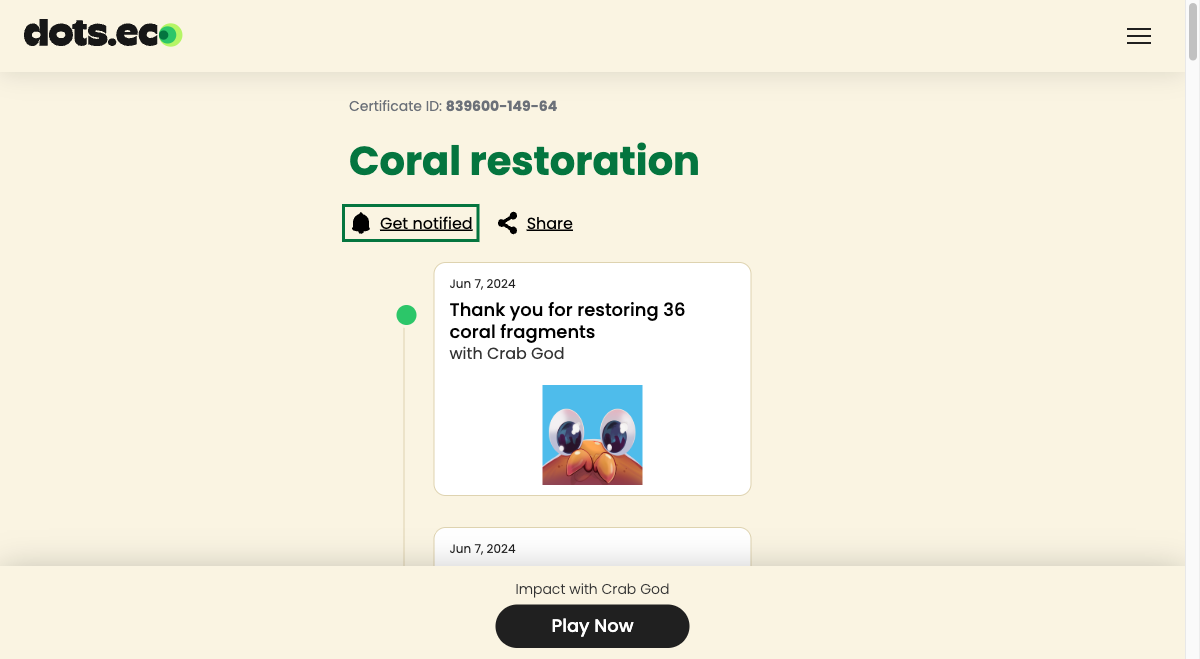 dots.eco
Certificate ID: 839600-149-64
Coral restoration
Get notified
Share
Jun 7, 2024
Thank you for restoring 36
coral fragments
with Crab God
Jun 7, 2024
Impact with Crab God
Play Now